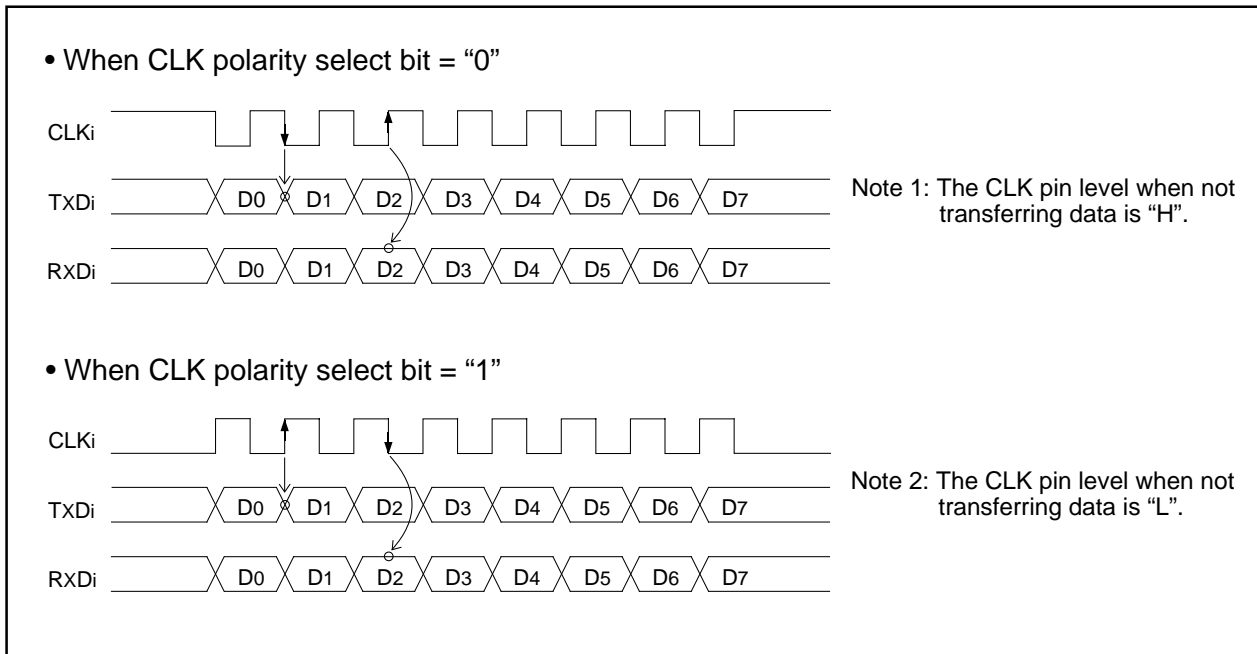 • When CLK polarity select bit = “0”
CLKi
TXDi D0 D1 D2 D3 D4 D5 D6 D7
RXDi D0 D1 D2 D3 D4 D5 D6 D7
Note 1: The CLK pin level when not
transferring data is “H”.
• When CLK polarity select bit = “1”
CLKi
TXDi D0 D1 D2 D3 D4 D5 D6 D7
RXDi D0 D1 D2 D3 D4 D5 D6 D7
Note 2: The CLK pin level when not
transferring data is “L”.